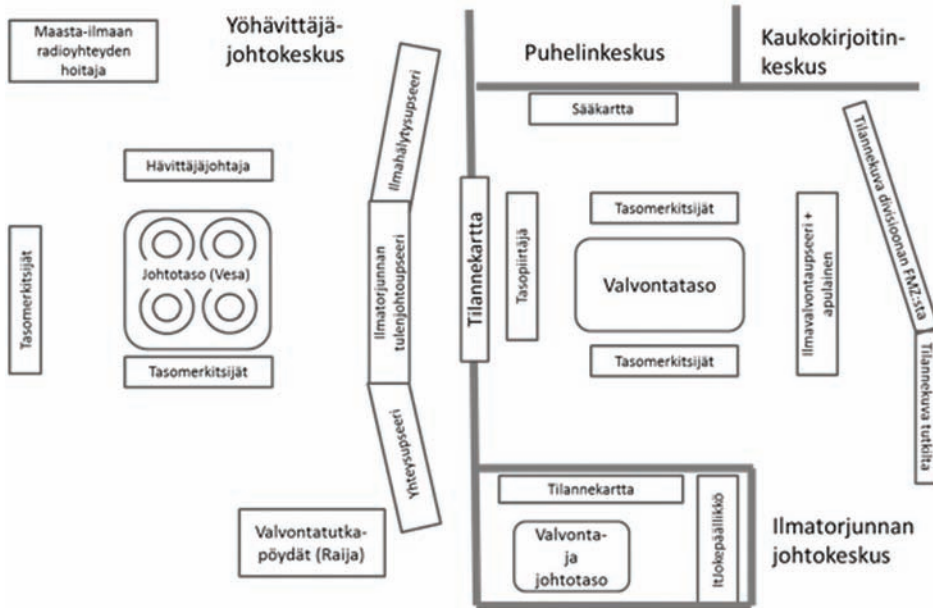 Maasta-ilmaan
radioyhteyden
hoitaja
Yöhävittäjä-
johtokeskus
Puhelinkeskus
Kaukokirjoitin-
keskus
Ilmahälytysupseeri
Sääkartta
Hävittäjäjohtaja
Tasomerkitsijät
Johtotaso (Vesa)
Tasomerkitsijät
Ilmatorjunnan
tulenjohtoupseeri
Yhteysupseeri
Valvontatutka-
pöydät (Raija)
Tilannekartta
Tasopiirtäjä
Tasomerkitsijät
Valvontataso
Tasomerkitsijät
Ilmavalvontaupseeri +
apulainen
Tilannekuva divisioonan FMZ:sta
Tilannekuva tutkilta
Tilannekartta
Valvonta-
ja
johtotaso
ItJokepäällikkö
Ilmatorjunnan
johtokeskus